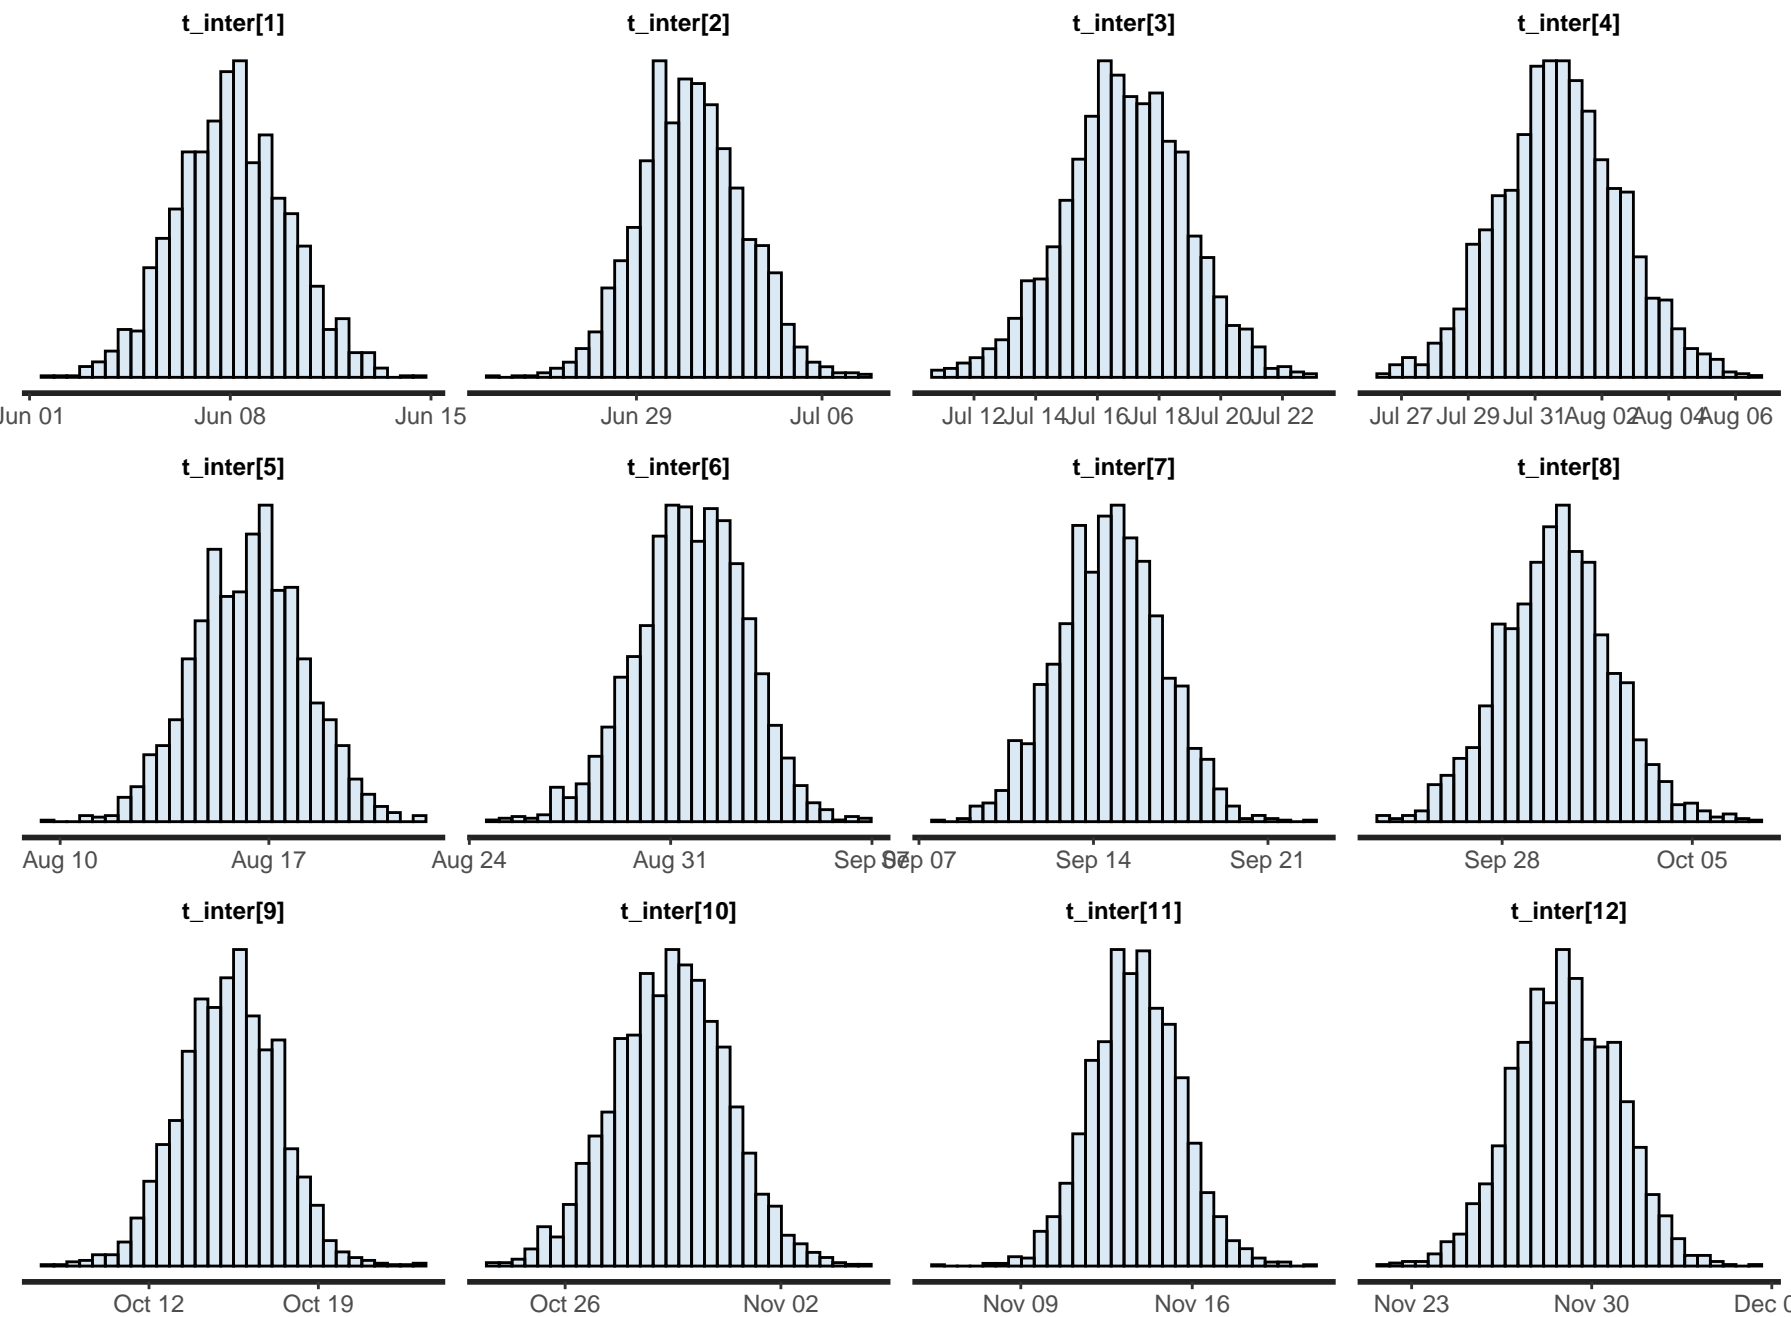 t_inter[1] t_inter[2] t_inter[3] t_inter[4]
Jun 01 Jun 08 Jun 15 Jun 29 Jul 06 Jul 12 Jul 14 Jul 16 Jul 18 Jul 20 Jul 22 Jul 27 Jul 29 Jul 31 Aug 02 Aug 04 Aug 06
t_inter[5] t_inter[6] t_inter[7] t_inter[8]
Aug 10 Aug 17 Aug 24 Aug 31 Sep 07 Sep 07 Sep 14 Sep 21 Sep 28 Oct 05
t_inter[9] t_inter[10] t_inter[11] t_inter[12]
Oct 12 Oct 19 Oct 26 Nov 02 Nov 09 Nov 16 Nov 23 Nov 30 Dec